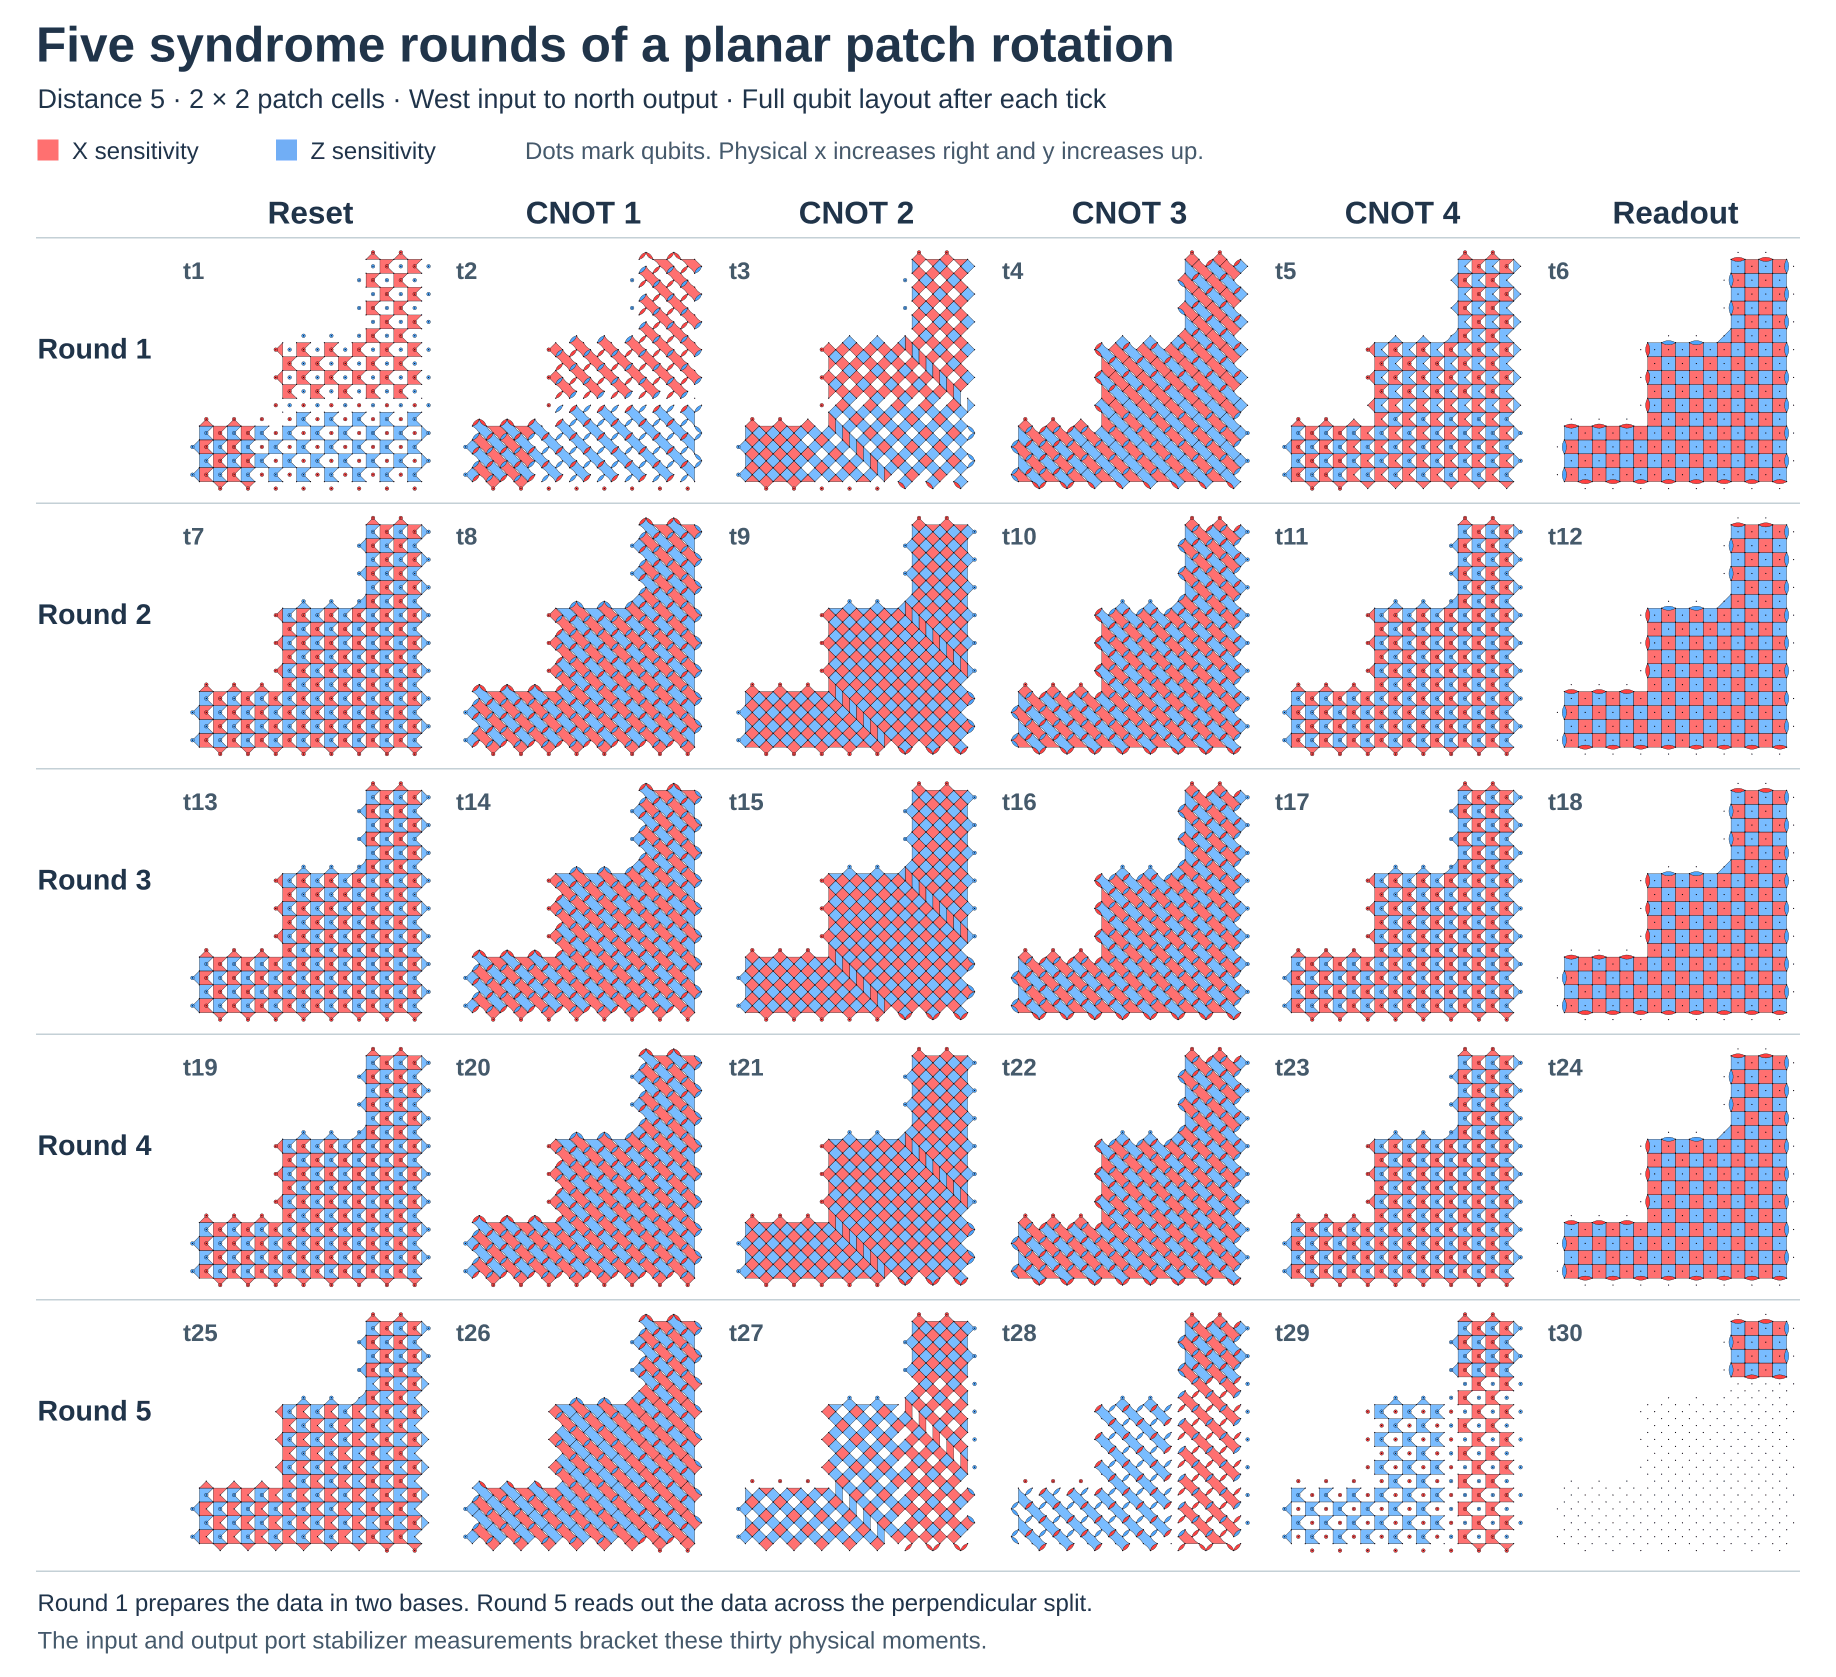 Five syndrome rounds of a planar patch rotation
Distance 5 · 2 × 2 patch cells · West input to north output · Full qubit layout after each tick
X sensitivity Z sensitivity Dots mark qubits. Physical x increases right and y increases up.
Reset CNOT 1 CNOT 2 CNOT 3 CNOT 4 Readout
t1 t2 t3 t4 t5 t6
Round 1
t7 t8 t9 t10 t11 t12
Round 2
t13 t14 t15 t16 t17 t18
Round 3
t19 t20 t21 t22 t23 t24
Round 4
t25 t26 t27 t28 t29 t30
Round 5
Round 1 prepares the data in two bases. Round 5 reads out the data across the perpendicular split.
The input and output port stabilizer measurements bracket these thirty physical moments.